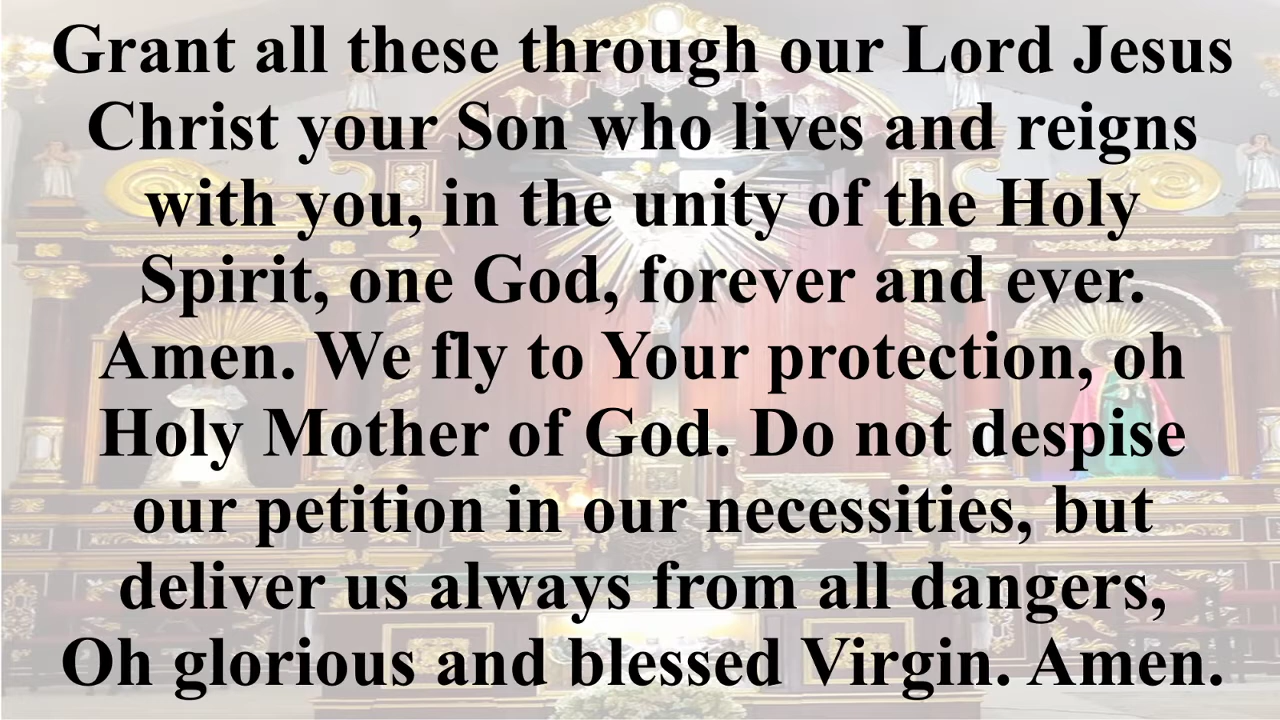 Grant all these through our Lord Jesus
Christ your Son who lives and reigns
with you, in the unity of the Holy
Spirit, one God, forever and ever.
Amen. We fly to Your protection, oh
Holy Mother of God. Do not despise
our petition in our necessities, but
deliver us always from all dangers,
Oh glorious and blessed Virgin. Amen.